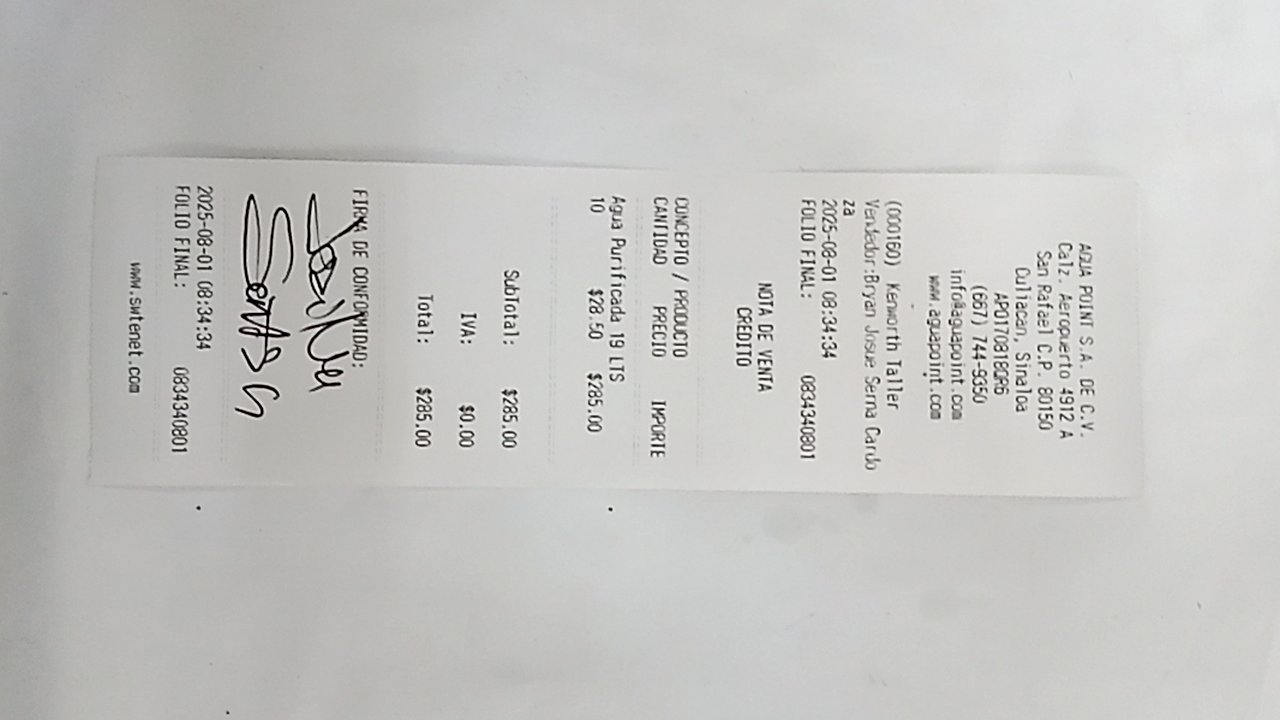 AGUA POINT S.A. DE C.V.
Calz. Aeropuerto 4912 A
San Rafael C.P. 80150
Culiacan, Sinaloa
APO170818QR6
(667) 744-9350
info@aguapoint.com
www.aguapoint.com
(000160) Kenworth Taller
Vendedor:Bryan Josue Serna Cardo
za
2025-08-01 08:34:34
FOLIO FINAL: 0834340801
NOTA DE VENTA
CREDITO
CONCEPTO / PRODUCTO
CANTIDAD PRECIO IMPORTE
Agua Purificada 19 LTS
10 $28.50 $285.00
SubTotal: $285.00
IVA: $0.00
Total: $285.00
FIRMA DE CONFORMIDAD:
2025-08-01 08:34:34
FOLIO FINAL: 0834340801
www.swtenet.com